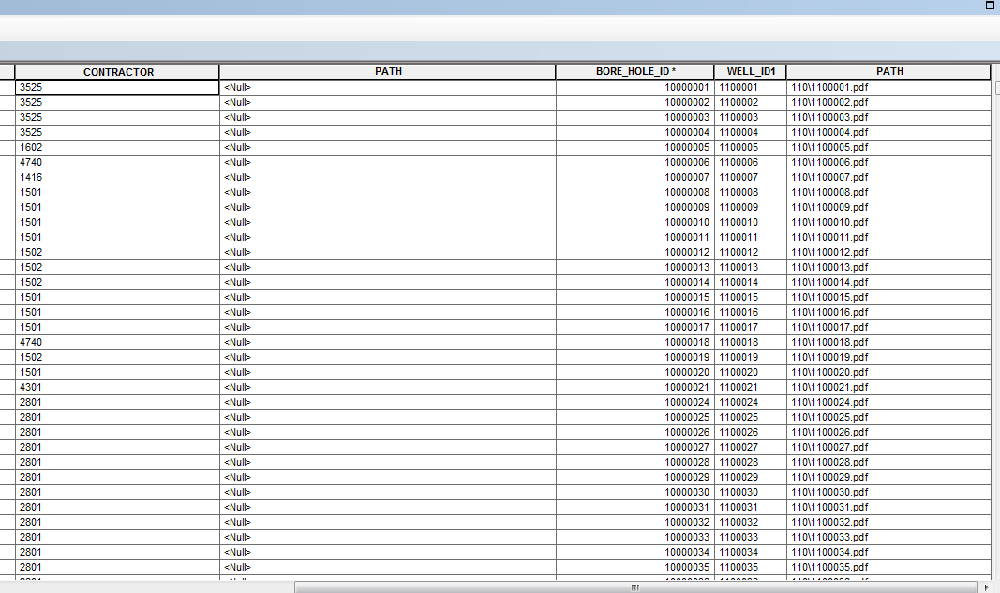 CONTRACTOR PATH BORE_HOLE_ID * WELL_ID1 PATH
3525 <Null> 10000001 1100001 110\1100001.pdf
3525 <Null> 10000002 1100002 110\1100002.pdf
3525 <Null> 10000003 1100003 110\1100003.pdf
3525 <Null> 10000004 1100004 110\1100004.pdf
1602 <Null> 10000005 1100005 110\1100005.pdf
4740 <Null> 10000006 1100006 110\1100006.pdf
1416 <Null> 10000007 1100007 110\1100007.pdf
1501 <Null> 10000008 1100008 110\1100008.pdf
1501 <Null> 10000009 1100009 110\1100009.pdf
1501 <Null> 10000010 1100010 110\1100010.pdf
1501 <Null> 10000011 1100011 110\1100011.pdf
1502 <Null> 10000012 1100012 110\1100012.pdf
1502 <Null> 10000013 1100013 110\1100013.pdf
1502 <Null> 10000014 1100014 110\1100014.pdf
1501 <Null> 10000015 1100015 110\1100015.pdf
1501 <Null> 10000016 1100016 110\1100016.pdf
1501 <Null> 10000017 1100017 110\1100017.pdf
4740 <Null> 10000018 1100018 110\1100018.pdf
1502 <Null> 10000019 1100019 110\1100019.pdf
1501 <Null> 10000020 1100020 110\1100020.pdf
4301 <Null> 10000021 1100021 110\1100021.pdf
2801 <Null> 10000024 1100024 110\1100024.pdf
2801 <Null> 10000025 1100025 110\1100025.pdf
2801 <Null> 10000026 1100026 110\1100026.pdf
2801 <Null> 10000027 1100027 110\1100027.pdf
2801 <Null> 10000028 1100028 110\1100028.pdf
2801 <Null> 10000029 1100029 110\1100029.pdf
2801 <Null> 10000030 1100030 110\1100030.pdf
2801 <Null> 10000031 1100031 110\1100031.pdf
2801 <Null> 10000032 1100032 110\1100032.pdf
2801 <Null> 10000033 1100033 110\1100033.pdf
2801 <Null> 10000034 1100034 110\1100034.pdf
2801 <Null> 10000035 1100035 110\1100035.pdf